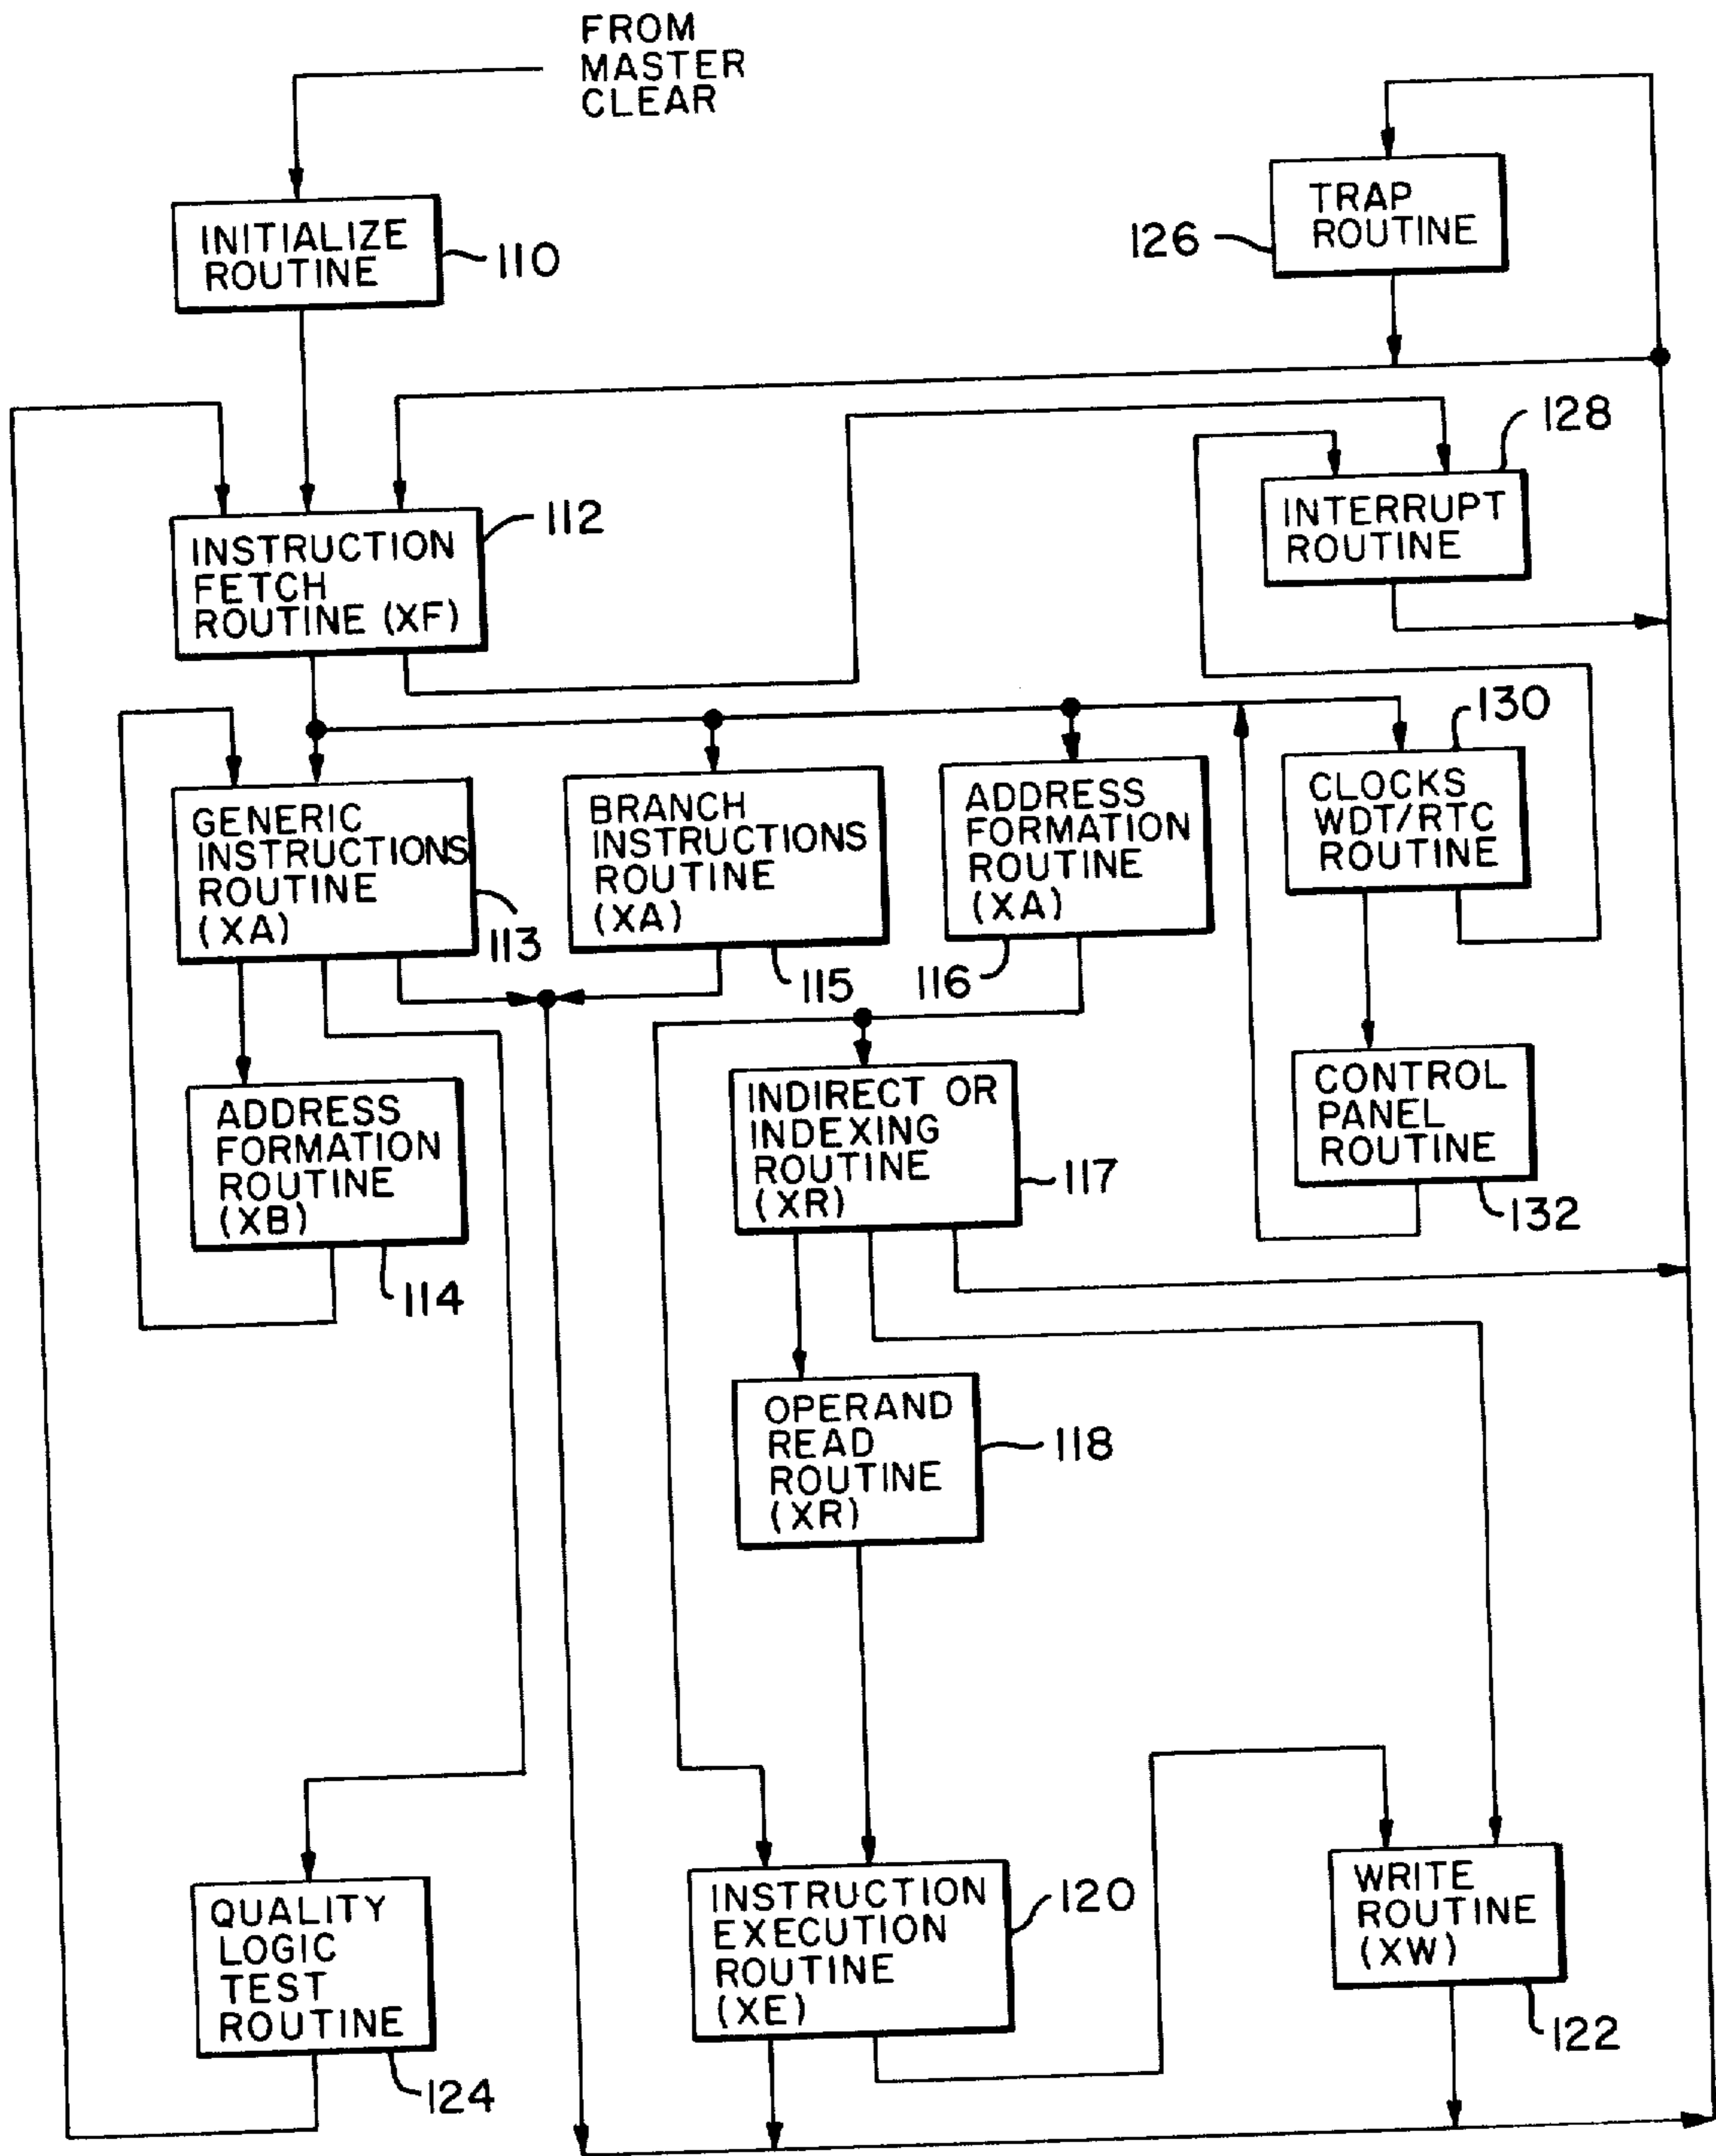 FROM
MASTER
CLEAR
INITIALIZE
ROUTINE
110
TRAP
ROUTINE
126
128
INTERRUPT
ROUTINE
112
INSTRUCTION
FETCH
ROUTINE (XF)
130
GENERIC
INSTRUCTIONS
ROUTINE
(XA)
113
BRANCH
INSTRUCTIONS
ROUTINE
(XA)
115
ADDRESS
FORMATION
ROUTINE
(XA)
116
CLOCKS
WDT/RTC
ROUTINE
ADDRESS
FORMATION
ROUTINE
(XB)
114
INDIRECT OR
INDEXING
ROUTINE
(XR)
117
CONTROL
PANEL
ROUTINE
132
OPERAND
READ
ROUTINE
(XR)
118
QUALITY
LOGIC
TEST
ROUTINE
124
INSTRUCTION
EXECUTION
ROUTINE
(XE)
120
WRITE
ROUTINE
(XW)
122